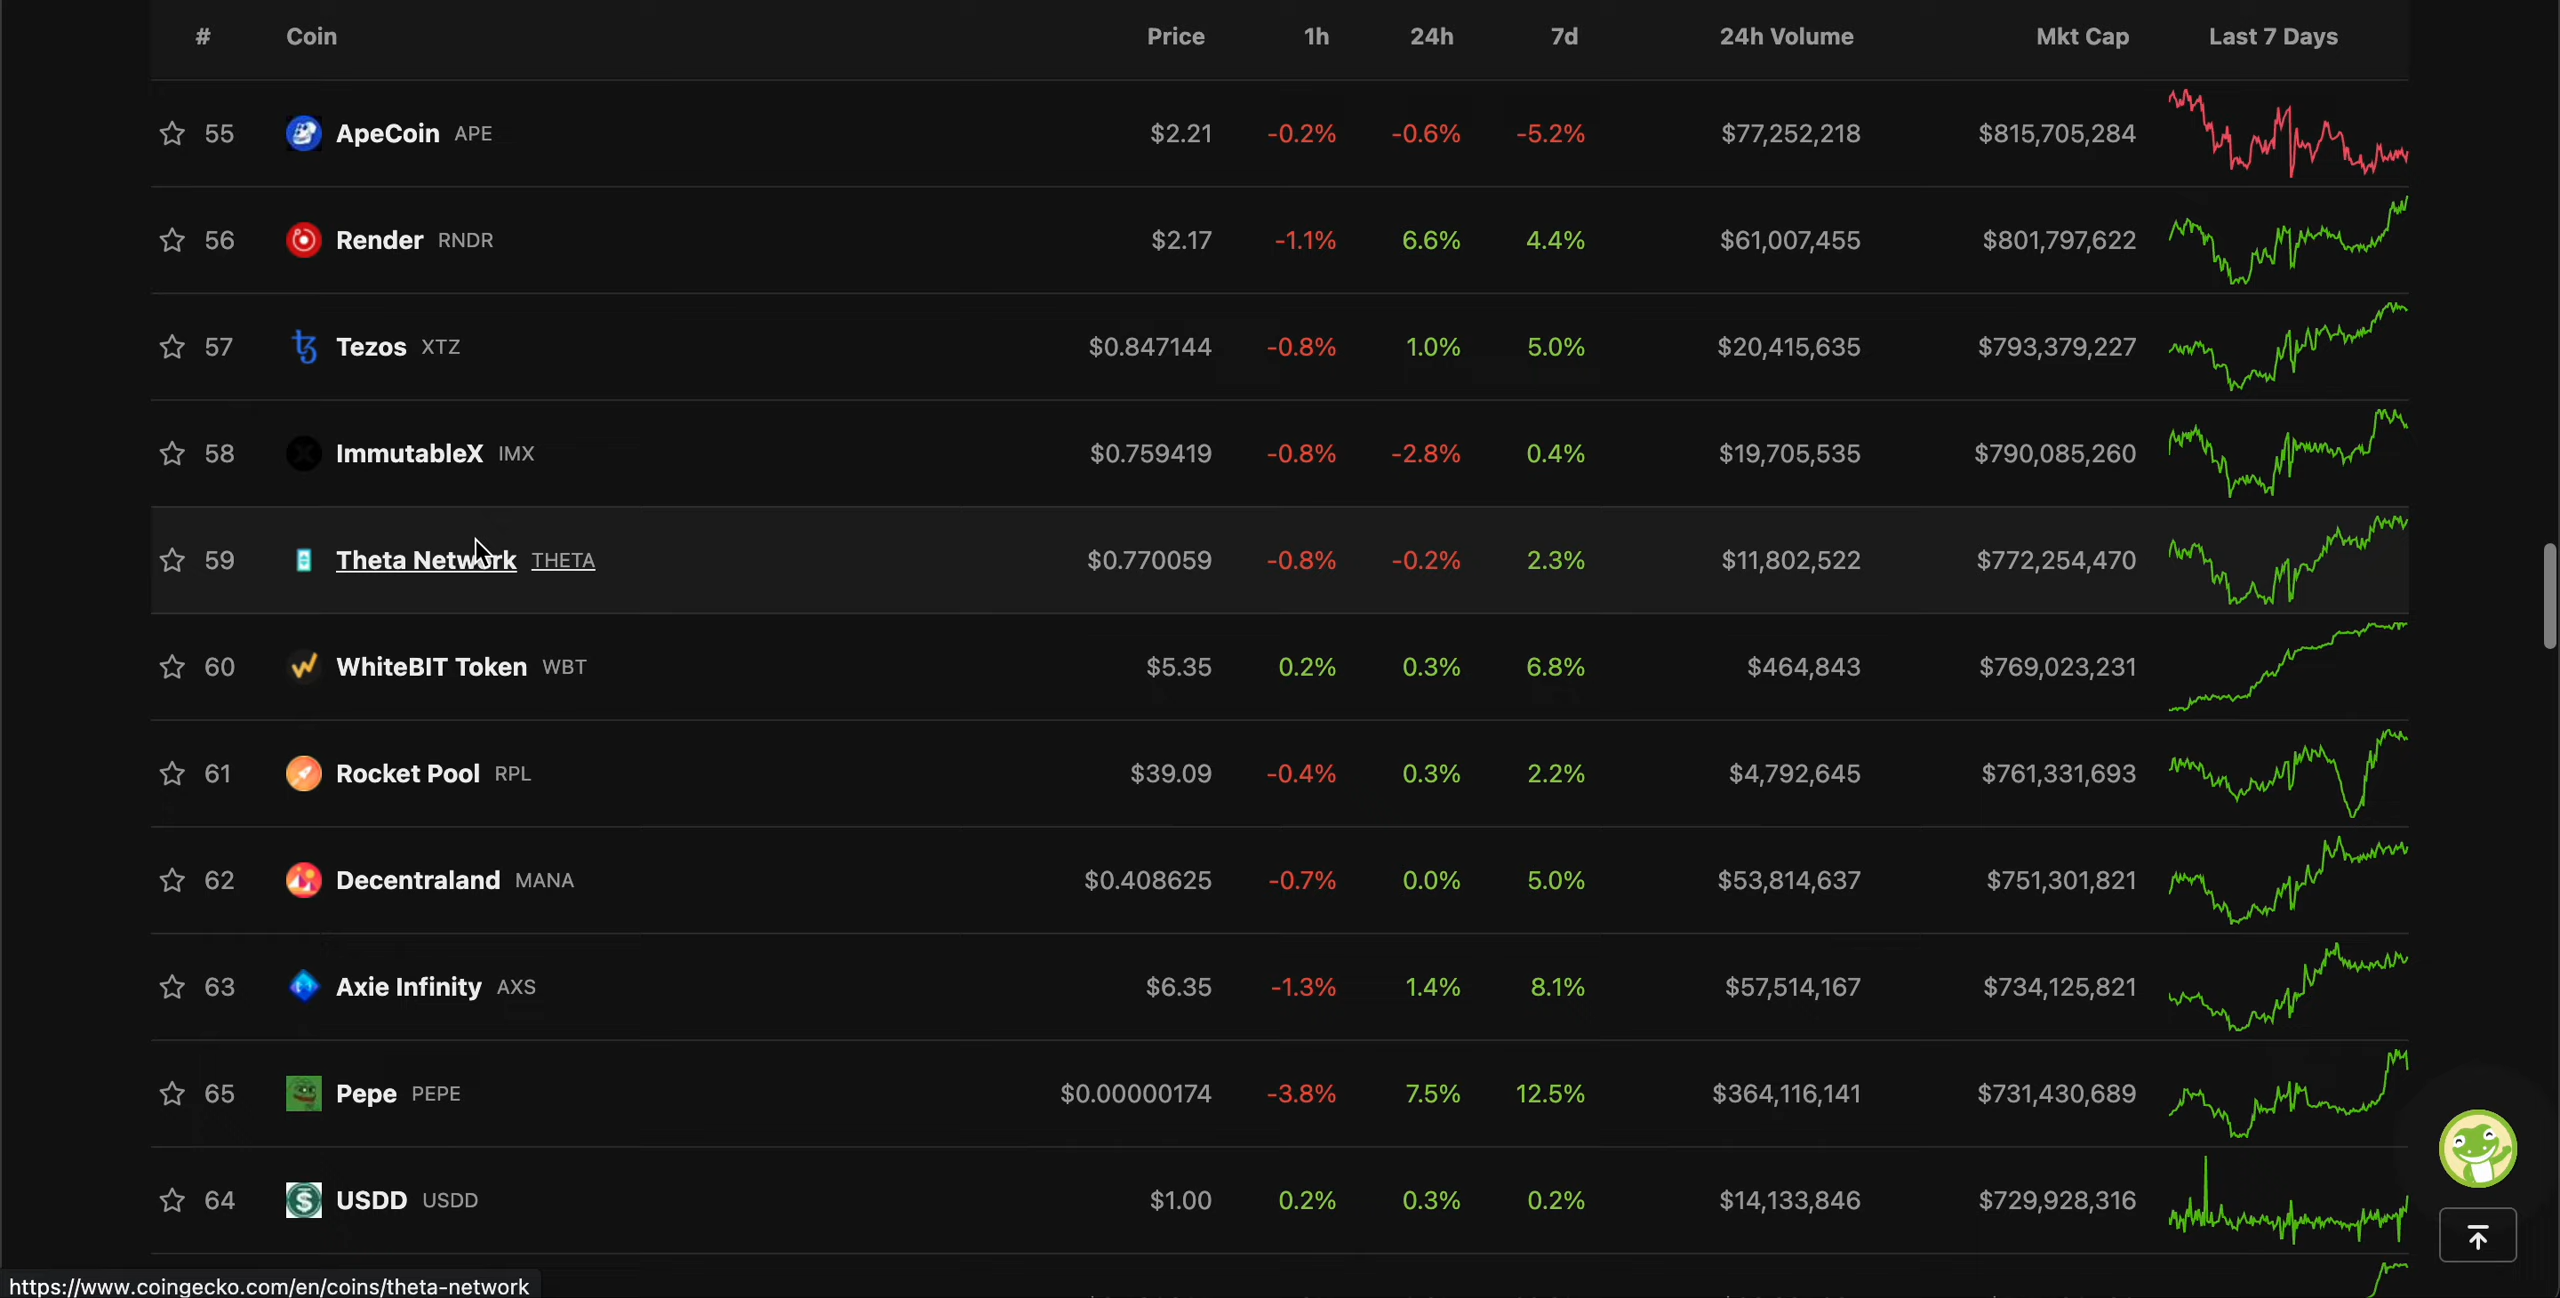 # Coin Price 1h 24h 7d 24h Volume Mkt Cap Last 7 Days
55 ApeCoin APE $2.21 -0.2% -0.6% -5.2% $77,252,218 $815,705,284
56 Render RNDR $2.17 -1.1% 6.6% 4.4% $61,007,455 $801,797,622
57 Tezos XTZ $0.847144 -0.8% 1.0% 5.0% $20,415,635 $793,379,227
58 ImmutableX IMX $0.759419 -0.8% -2.8% 0.4% $19,705,535 $790,085,260
59 Theta Network THETA $0.770059 -0.8% -0.2% 2.3% $11,802,522 $772,254,470
60 WhiteBIT Token WBT $5.35 0.2% 0.3% 6.8% $464,843 $769,023,231
61 Rocket Pool RPL $39.09 -0.4% 0.3% 2.2% $4,792,645 $761,331,693
62 Decentraland MANA $0.408625 -0.7% 0.0% 5.0% $53,814,637 $751,301,821
63 Axie Infinity AXS $6.35 -1.3% 1.4% 8.1% $57,514,167 $734,125,821
65 Pepe PEPE $0.00000174 -3.8% 7.5% 12.5% $364,116,141 $731,430,689
64 USDD USDD $1.00 0.2% 0.3% 0.2% $14,133,846 $729,928,316
https://www.coingecko.com/en/coins/theta-network